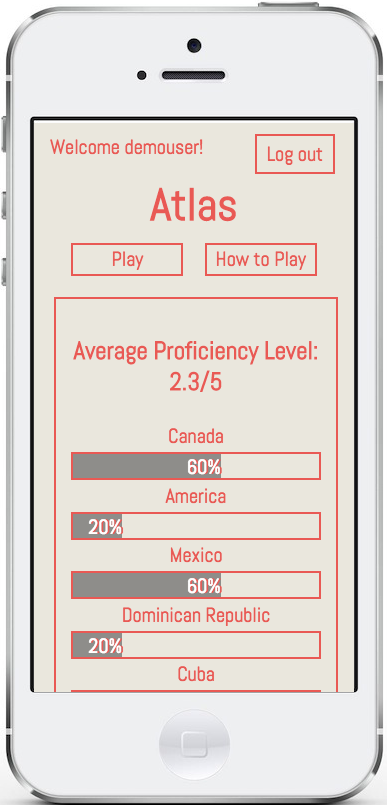 Welcome demouser!
Log out
Atlas
Play
How to Play
Average Proficiency Level:
2.3/5
Canada
60%
America
20%
Mexico
60%
Dominican Republic
20%
Cuba